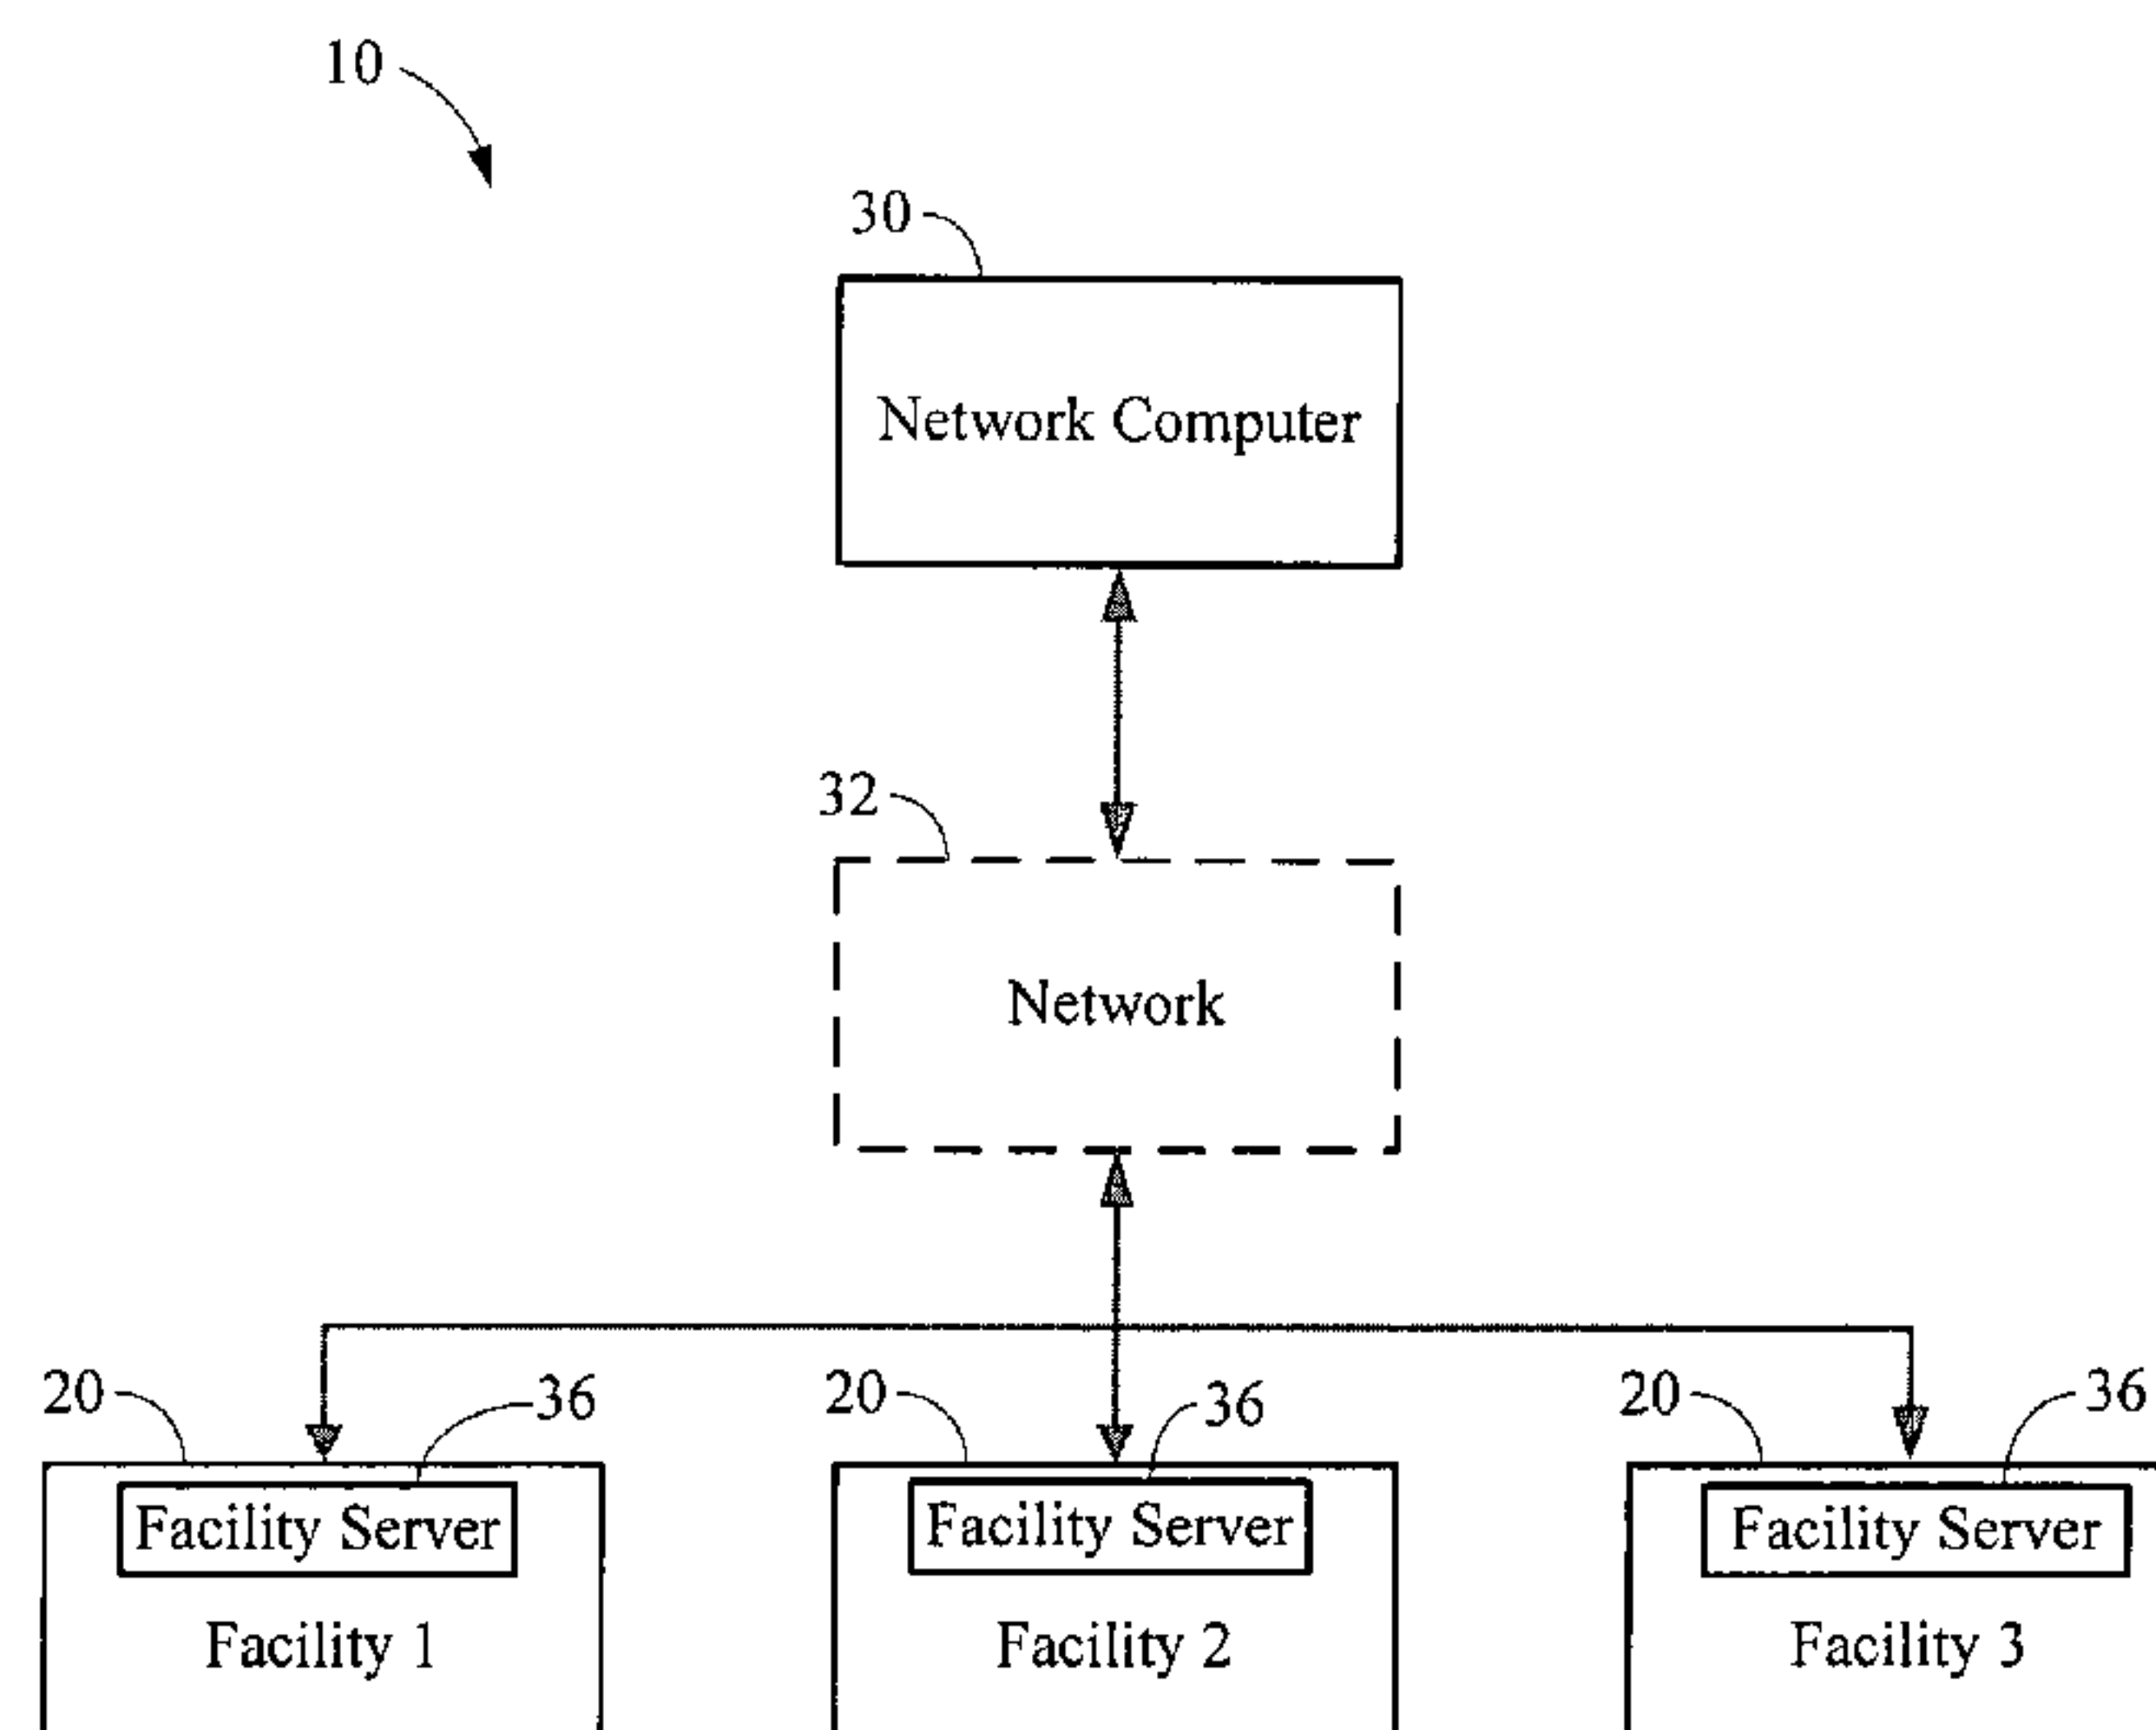 10
30
Network Computer
32
Network
20
36
20
36
20
36
Facility Server
Facility Server
Facility Server
Facility 1
Facility 2
Facility 3